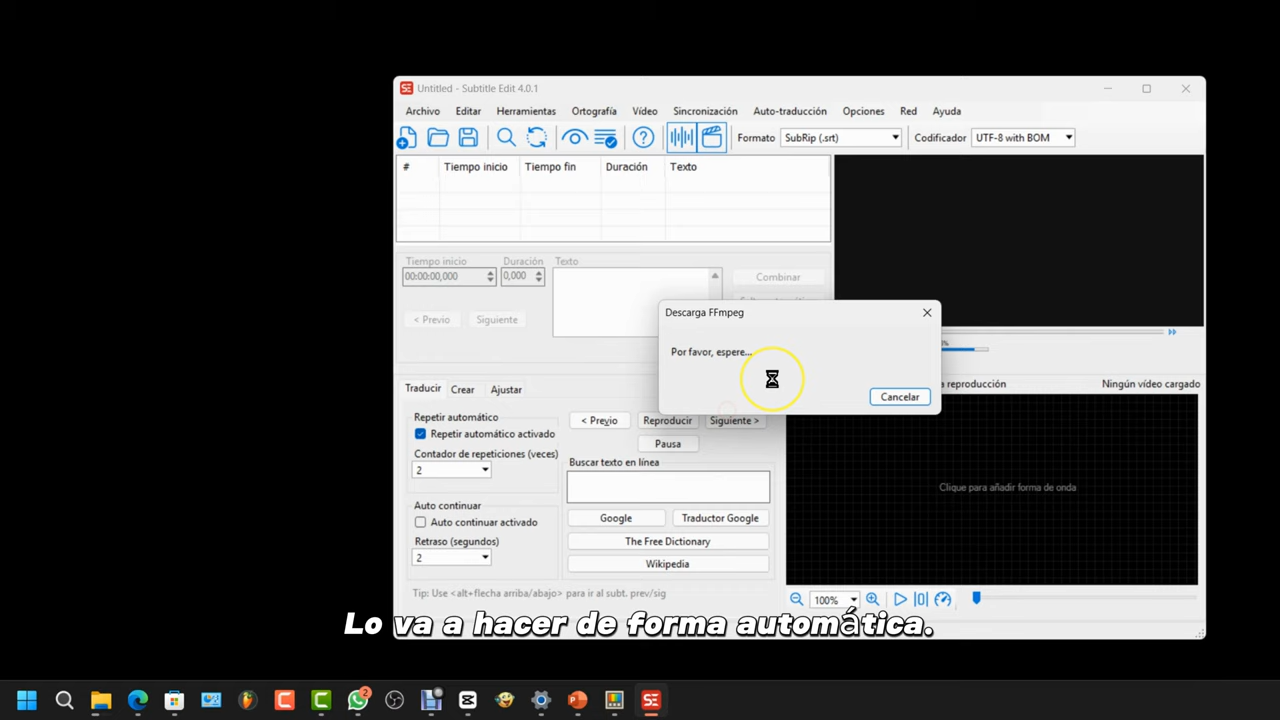 Untitled - Subtitle Edit 4.0.1
Archivo Editar Herramientas Ortografía Vídeo Sincronización Auto-traducción Opciones Red Ayuda
Formato SubRip (.srt) Codificador UTF-8 with BOM
# Tiempo inicio Tiempo fin Duración Texto
Tiempo inicio Duración Texto
00:00:00,000 0,000 Combinar
Descarga FFmpeg
< Previo Siguiente
Por favor, espere...
Cancelar
reproducción Ningún vídeo cargado
Traducir Crear Ajustar
Repetir automático
< Previo Reproducir Siguiente >
Repetir automático activado
Pausa
Contador de repeticiones (veces)
2
Buscar texto en línea
Clique para añadir forma de onda
Auto continuar
Auto continuar activado
Google Traductor Google
Retraso (segundos)
The Free Dictionary
2
Wikipedia
Tip: Use <alt+flecha arriba/abajo> para ir al subt. prev/sig
100%
Lo va a hacer de forma automática.
2
SE